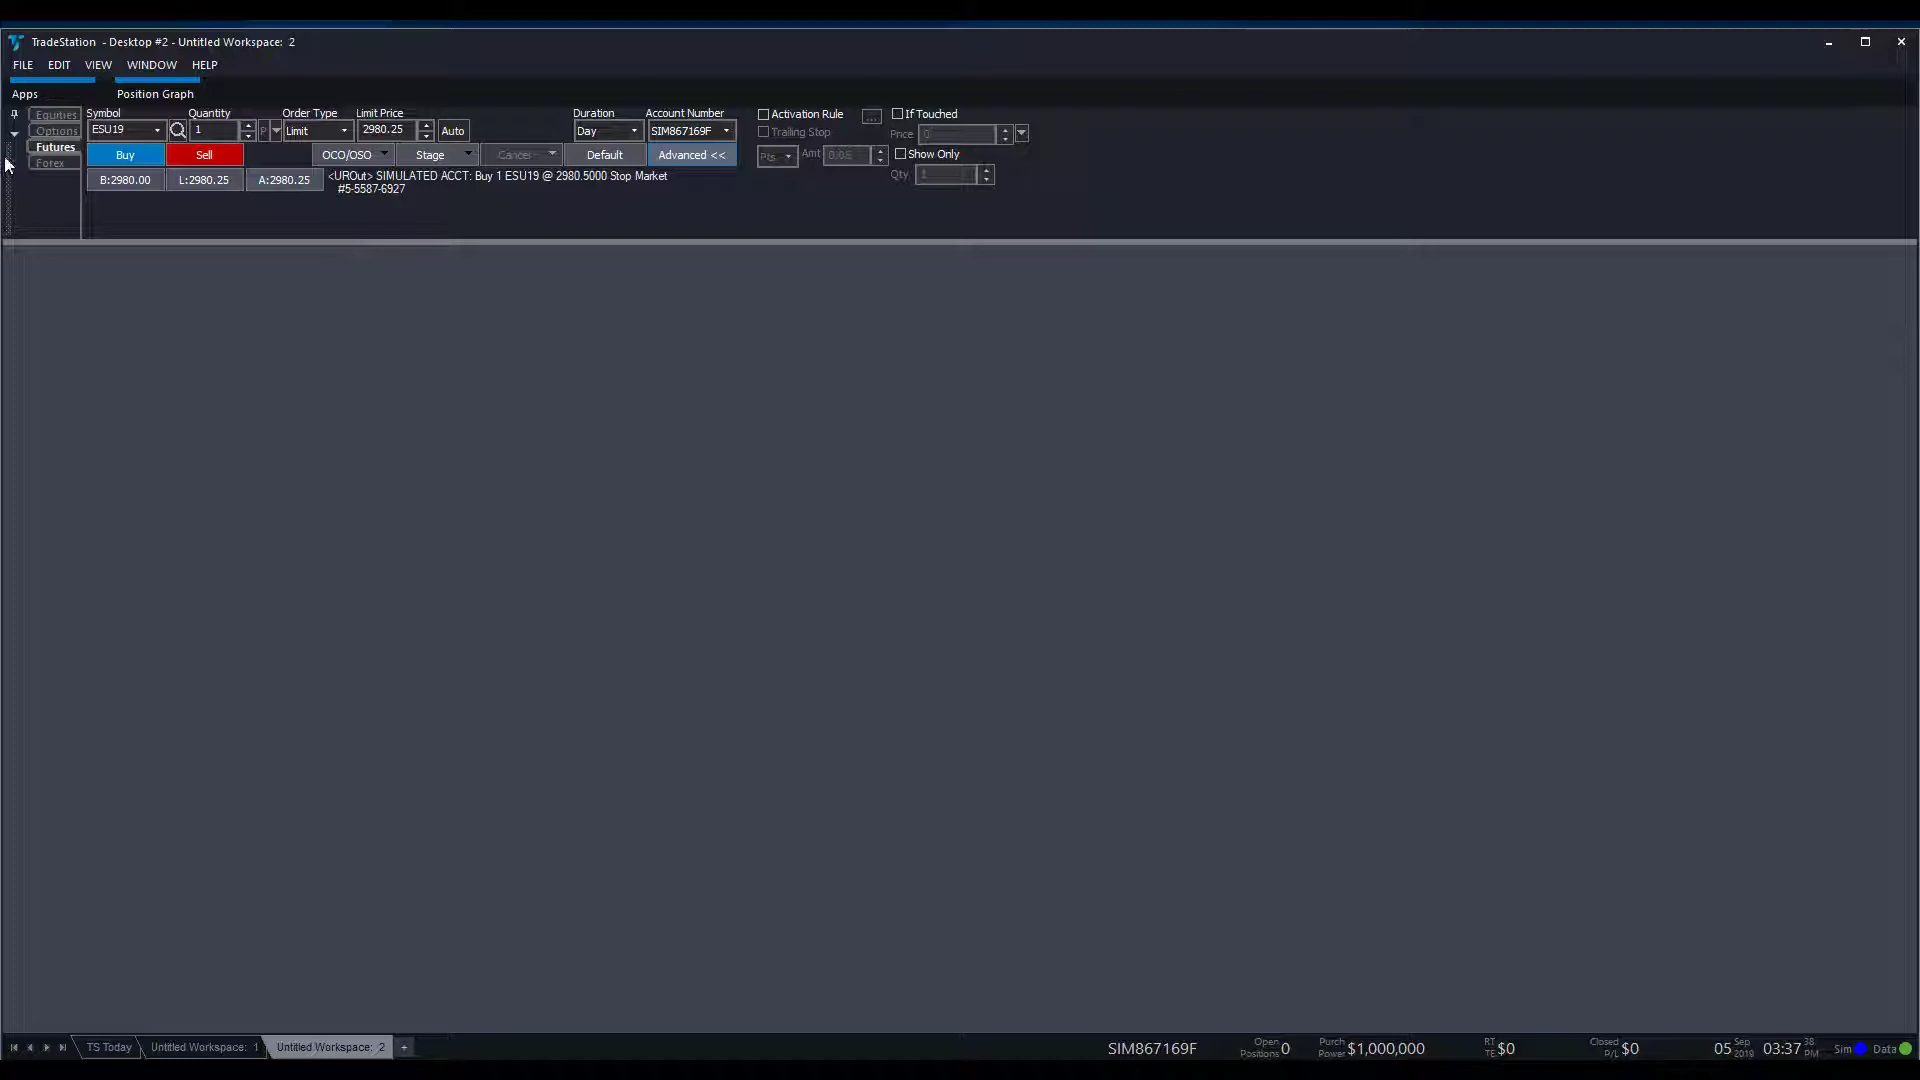 TradeStation - Desktop #2 - Untitled Workspace: 2
FILE EDIT VIEW WINDOW HELP
Apps Position Graph
Equities Symbol Quantity Order Type Limit Price Duration Account Number Activation Rule ... If Touched
Options ESU19 1 P Limit 2980.25 Auto Day SIM867169F Trailing Stop Price 0
Futures Buy Sell OCO/OSO Stage Cancel Default Advanced << Pts Amt 0.05 Show Only
Forex
B:2980.00 L:2980.25 A:2980.25 <UROut> SIMULATED ACCT: Buy 1 ESU19 @ 2980.5000 Stop Market Qty 1
#5-5587-6927
TS Today Untitled Workspace: 1 Untitled Workspace: 2 + SIM867169F Open Positions 0 Purch Power $1,000,000 RT TE $0 Closed P/L $0 05 Sep 2019 03:37 38 PM Sim Data